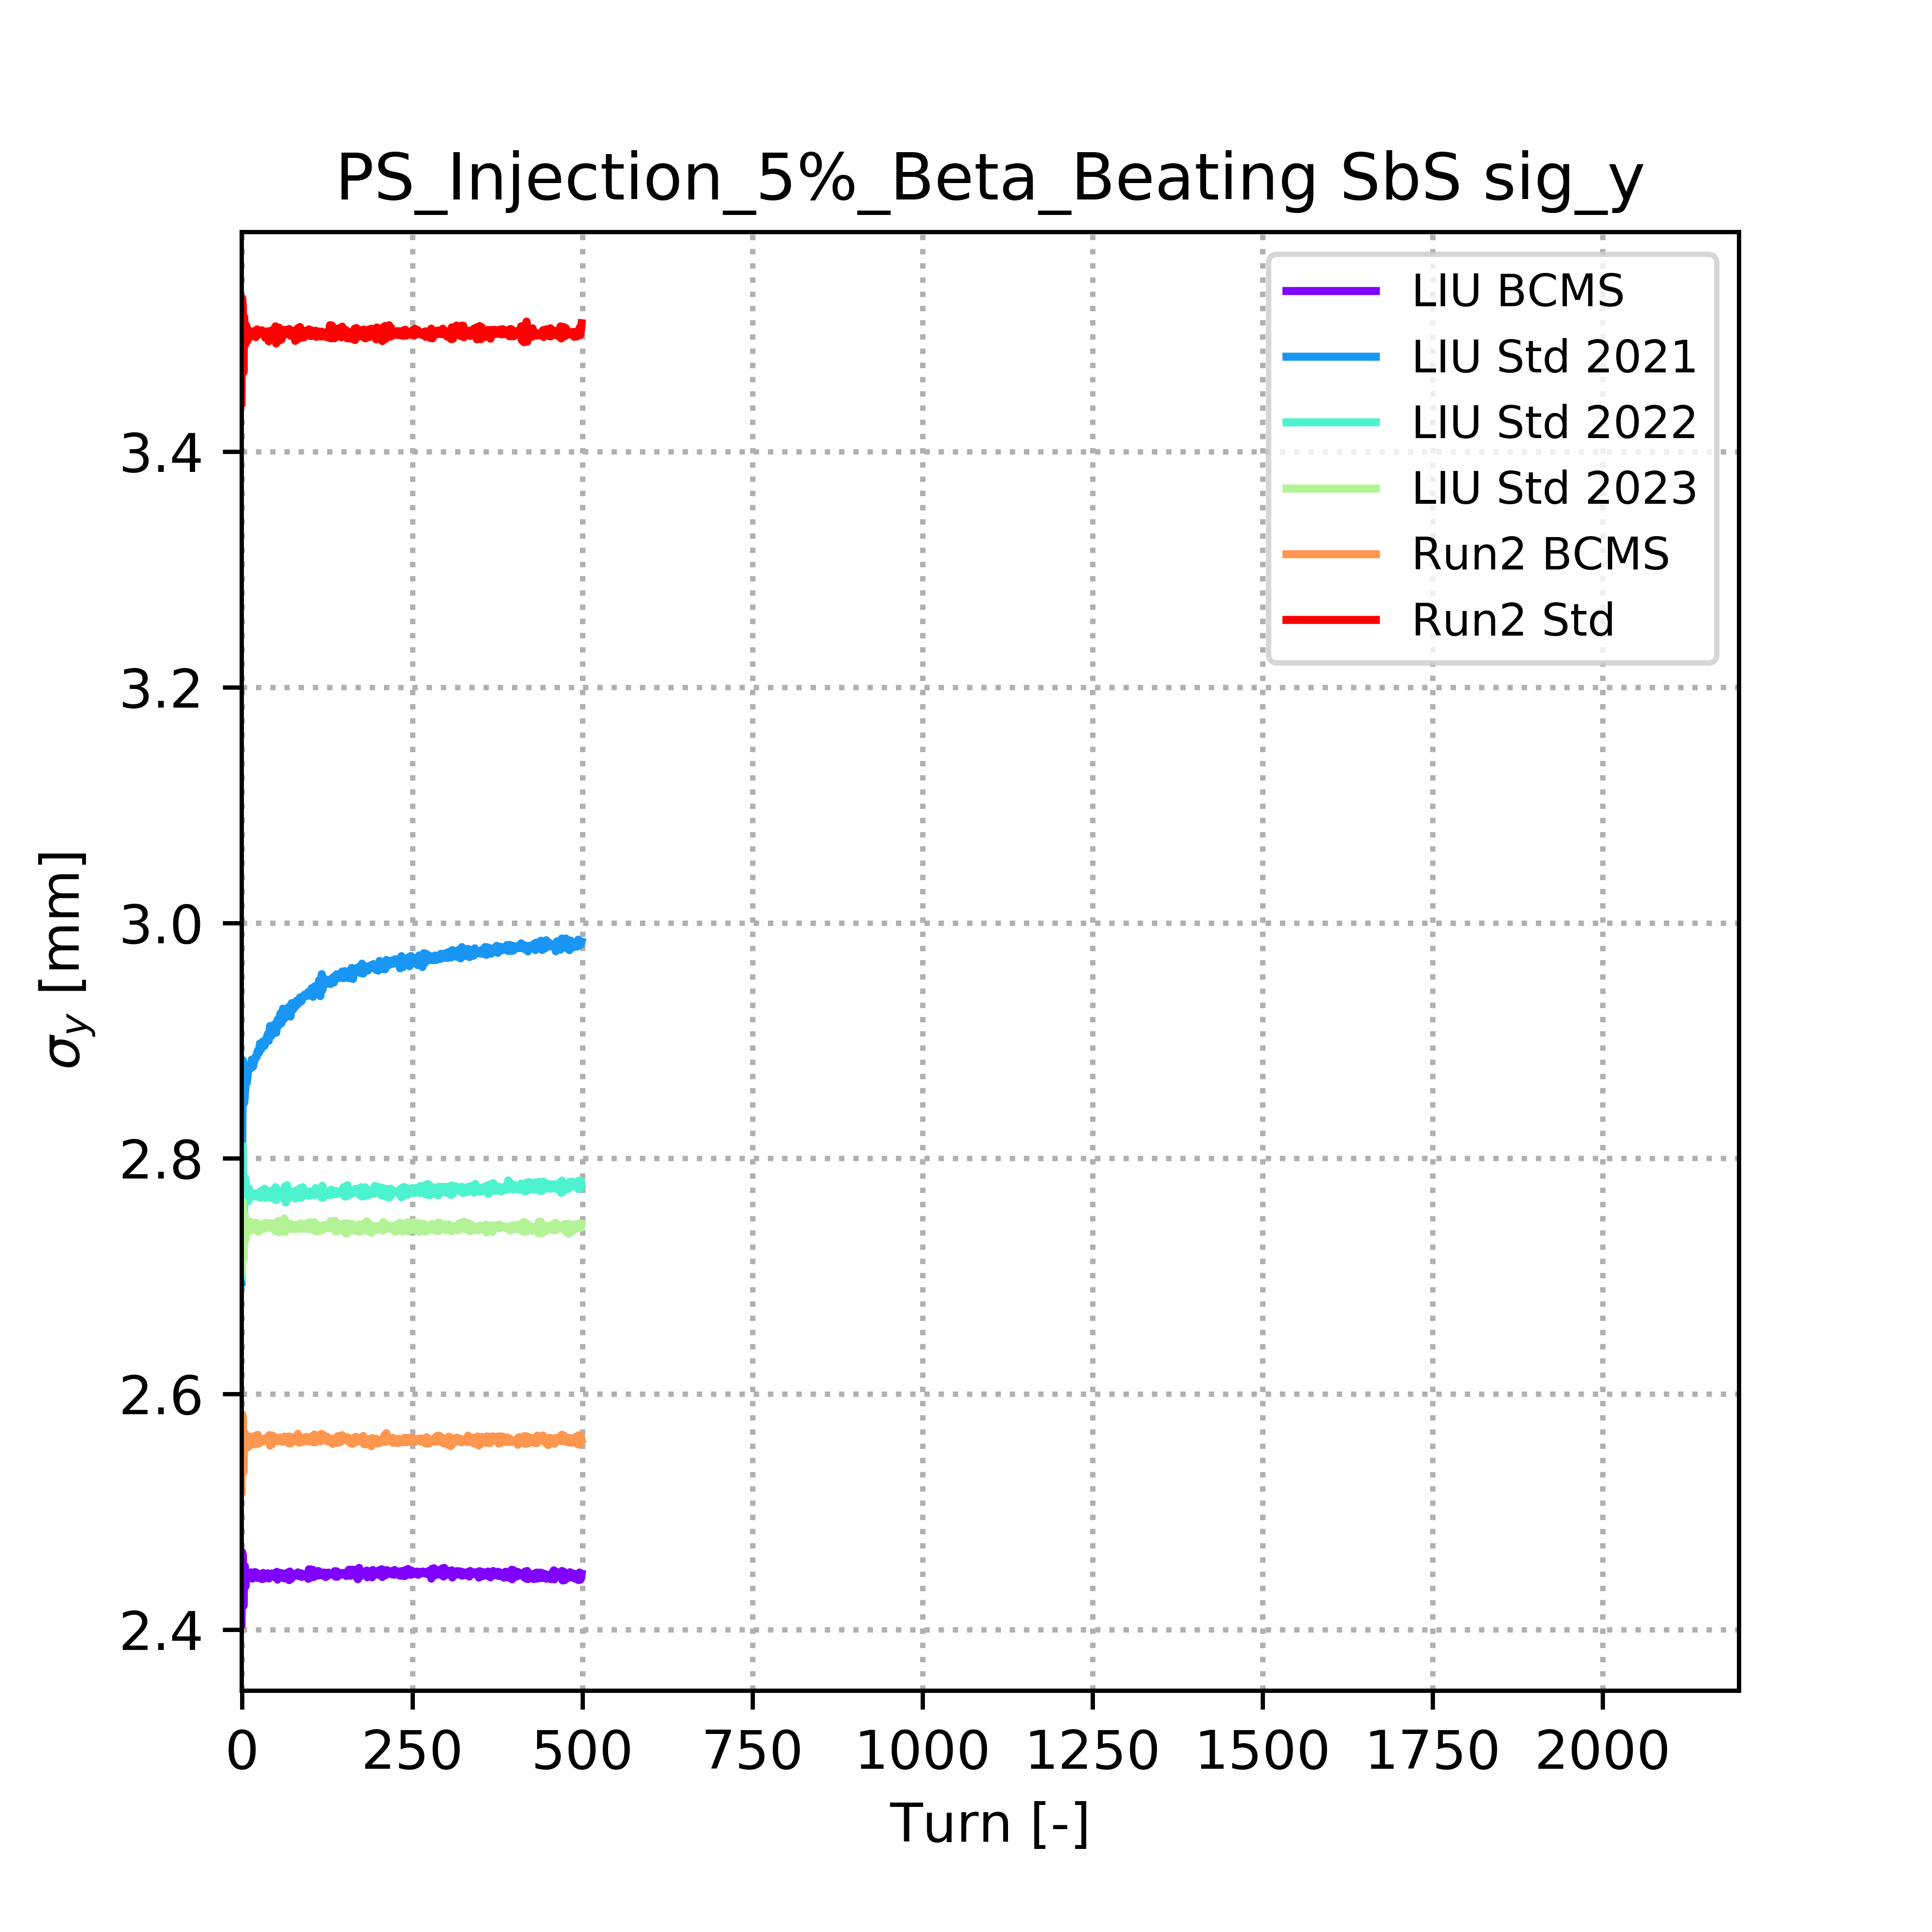 PS_Injection_5%_Beta_Beating SbS sig_y
LIU BCMS
LIU Std 2021
LIU Std 2022
LIU Std 2023
Run2 BCMS
Run2 Std
3.4
3.2
3.0
2.8
2.6
2.4
σy [mm]
0 250 500 750 1000 1250 1500 1750 2000
Turn [-]